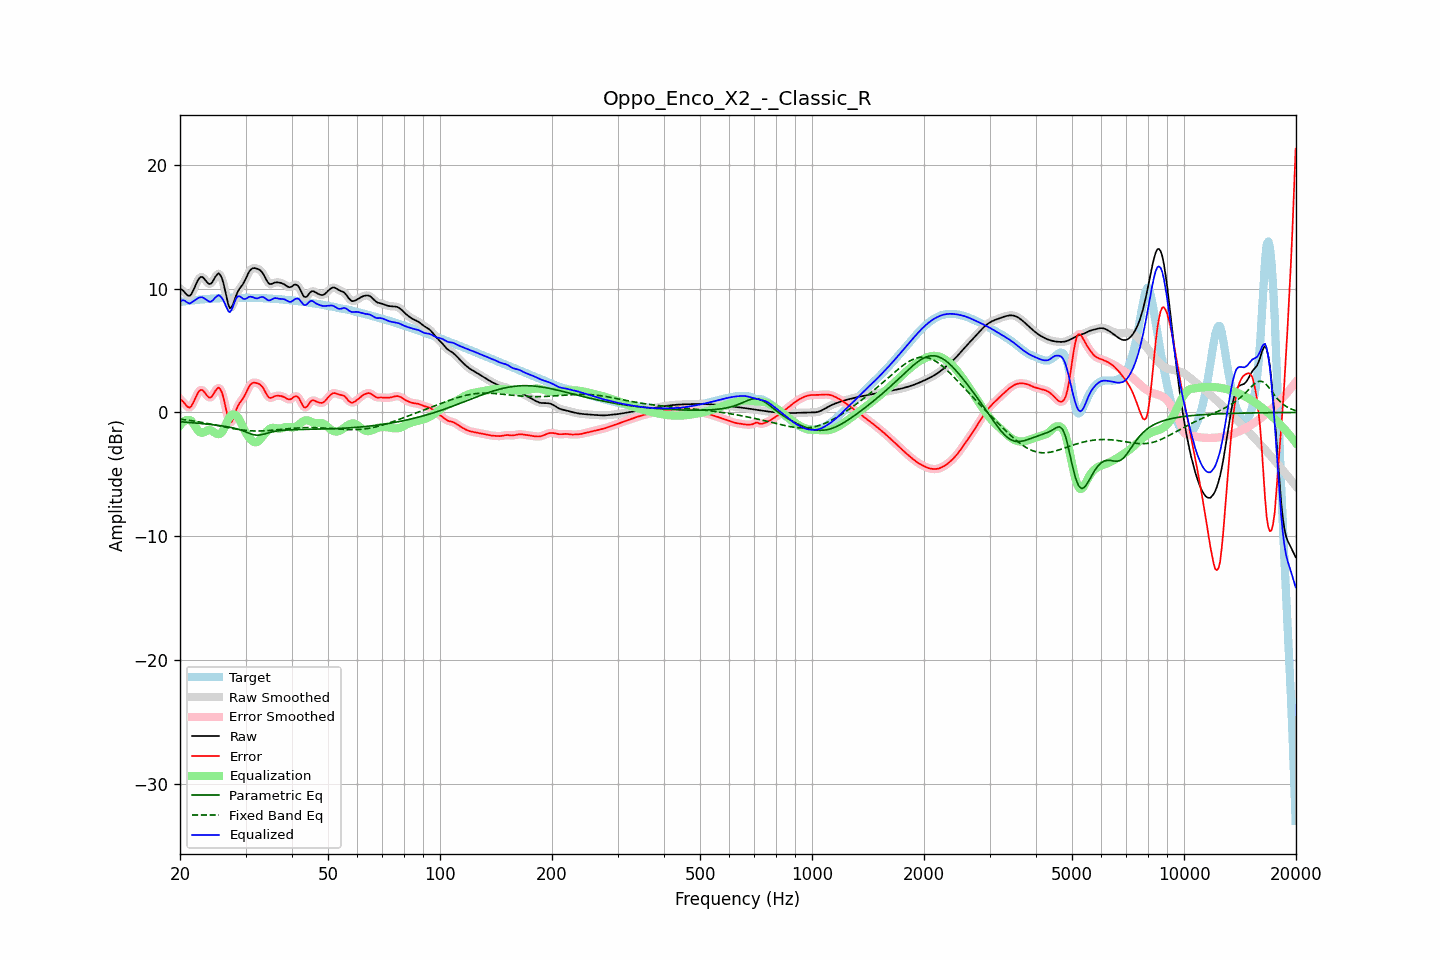 Oppo_Enco_X2_-_Classic_R
Amplitude (dBr)
20
10
0
−10
−20
−30
Target
Raw Smoothed
Error Smoothed
Raw
Error
Equalization
Parametric Eq
Fixed Band Eq
Equalized
20 50 100 200 500 1000 2000 5000 10000 20000
Frequency (Hz)